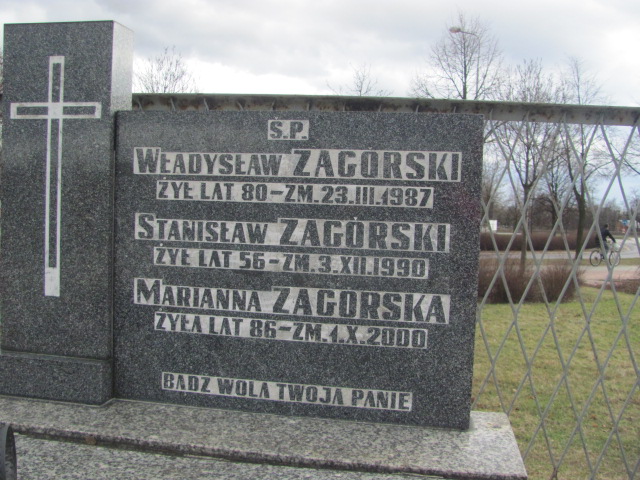 Ś.P.
WŁADYSŁAW ZAGÓRSKI
ŻYŁ LAT 80-ZM.23.III.1987
STANISŁAW ZAGÓRSKI
ŻYŁ LAT 56-ZM.3.XII.1990
MARIANNA ZAGÓRSKA
ŻYŁA LAT 86-ZM.1.X.2000
BĄDŹ WOLA TWOJA PANIE